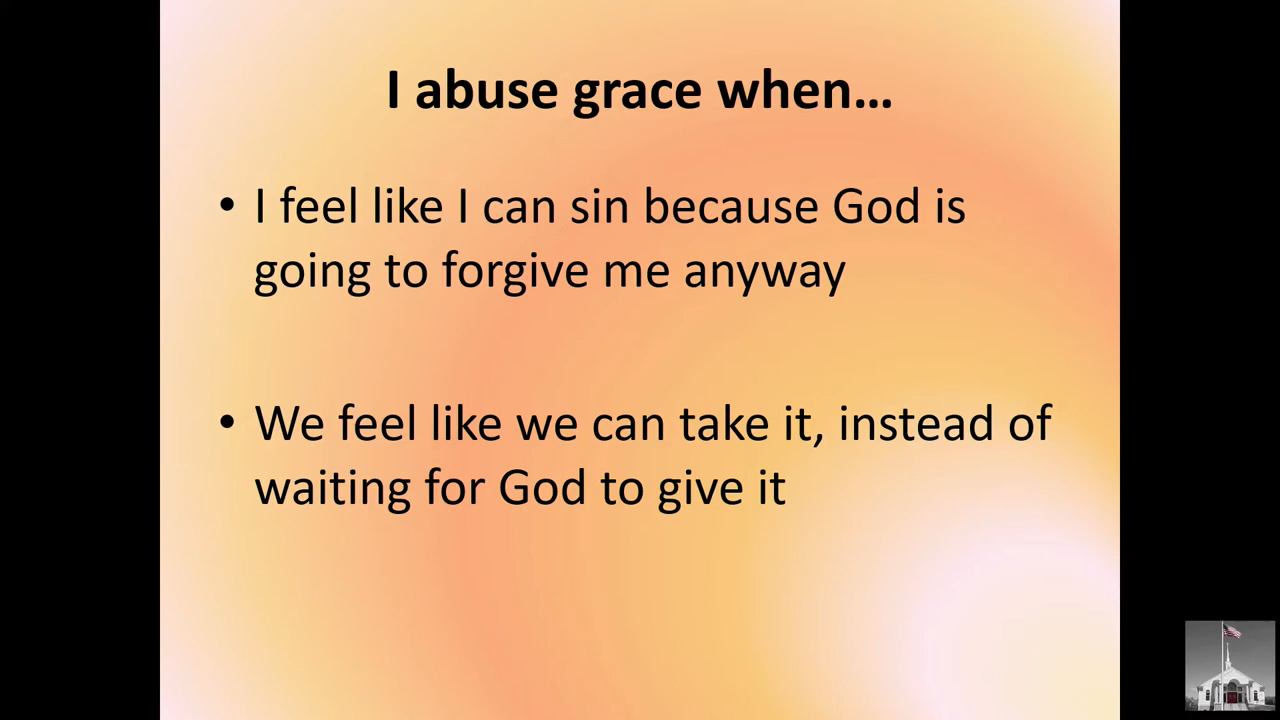 I abuse grace when…
• I feel like I can sin because God is
going to forgive me anyway
• We feel like we can take it, instead of
waiting for God to give it